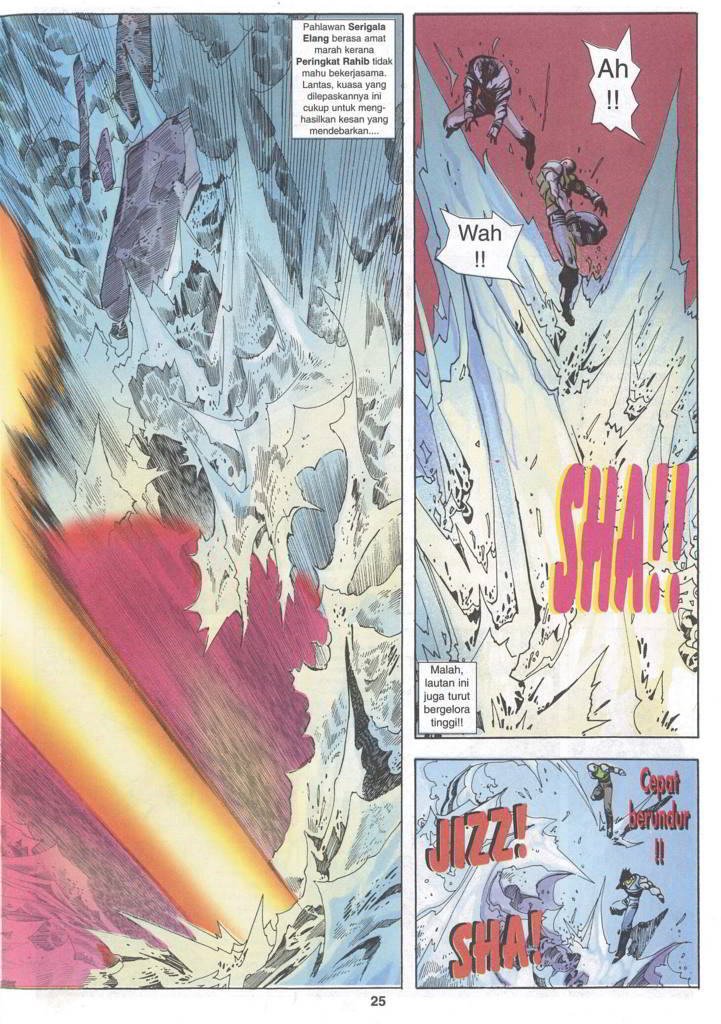 Pahlawan Serigala
Elang berasa amat
marah kerana
Peringkat Rahib tidak
mahu bekerjasama.
Lantas, kuasa yang
dilepaskannya ini
cukup untuk meng-
hasilkan kesan yang
mendebarkan....
Ah
!!
Wah
!!
SHA!!
Malah,
lautan ini
juga turut
bergelora
tinggi!!
Cepat
berundur
!!
JIZZ!
SHA!
25